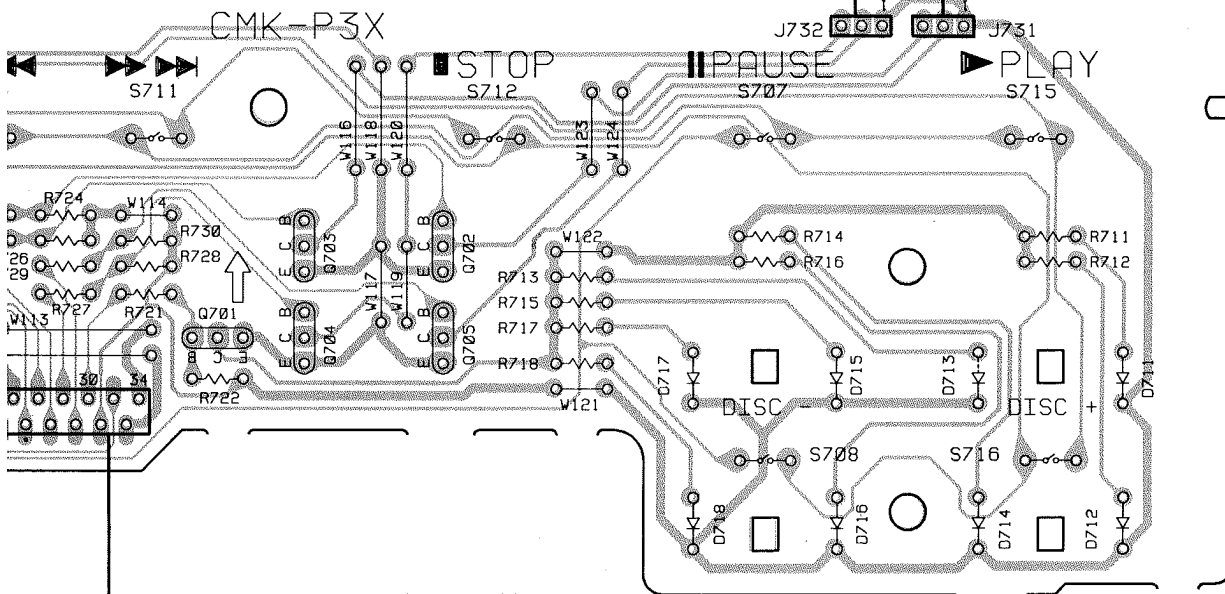 CMK-P3X
J732
J731
STOP
PAUSE
PLAY
S711
S712
S707
S715
W116
W118
W120
W123
W124
R724
W114
R730
R728
R727
R721
W113
Q703
Q702
W117
W119
W122
R713
R715
R717
R718
W121
R714
R716
R711
R712
Q701
Q704
Q705
R722
B
C
E
B
C
E
B
C
E
B
C
E
B
C
E
30
34
D717
D715
D713
D711
DISC -
DISC +
S708
S716
D718
D716
D714
D712